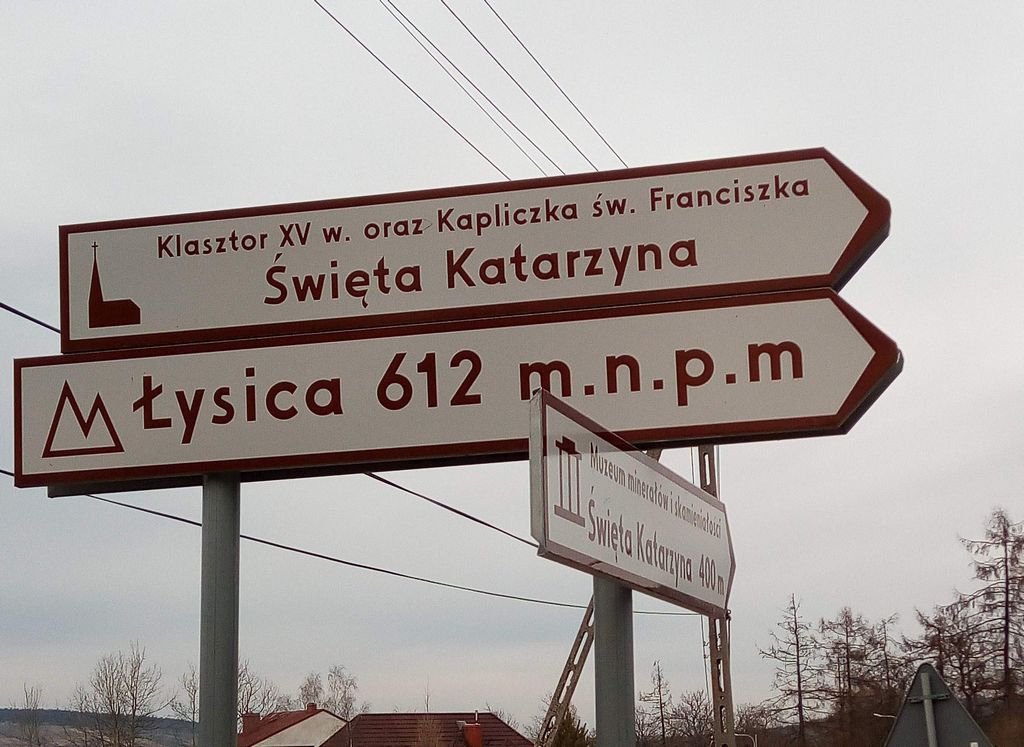 Klasztor XV w. oraz Kapliczka św. Franciszka
Święta Katarzyna
Łysica 612 m.n.p.m
Muzeum minerałów i skamieniałości
Święta Katarzyna 400 m